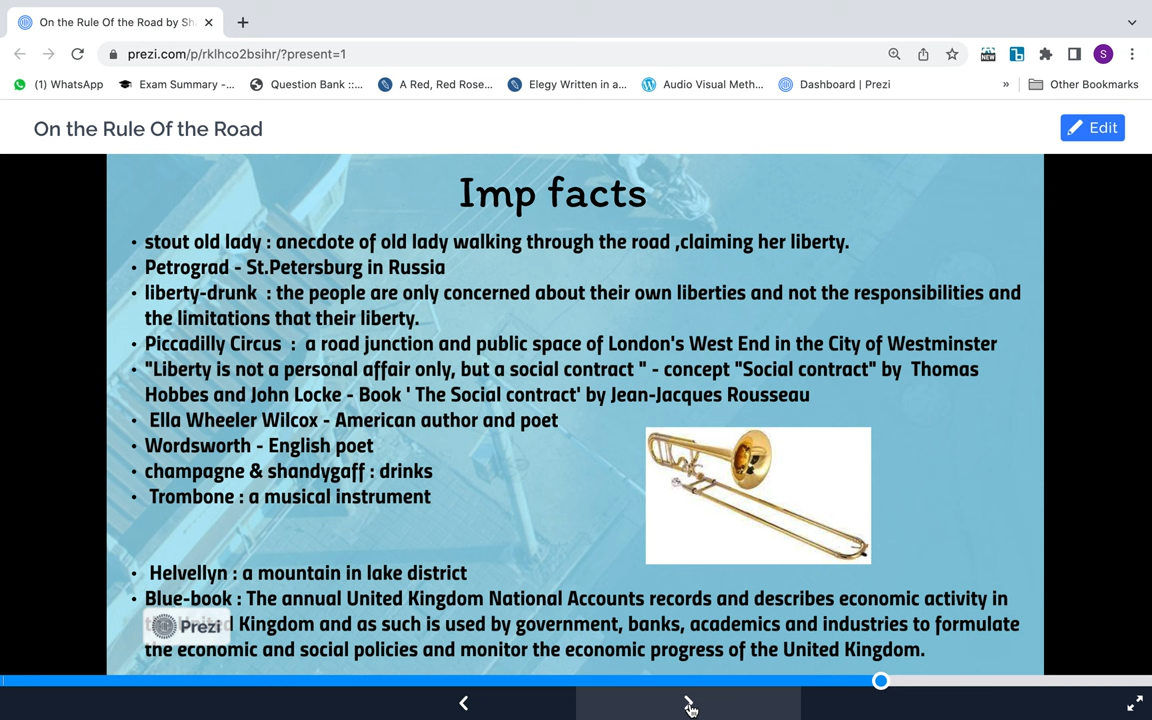 On the Rule Of the Road by Sh
prezi.com/p/rklhco2bsihr/?present=1
NEW
S
(1) WhatsApp
Exam Summary -...
Question Bank ::...
A Red, Red Rose...
Elegy Written in a...
Audio Visual Meth...
Dashboard | Prezi
»
Other Bookmarks
On the Rule Of the Road
Edit
Imp facts
• stout old lady : anecdote of old lady walking through the road ,claiming her liberty.
• Petrograd - St.Petersburg in Russia
• liberty-drunk : the people are only concerned about their own liberties and not the responsibilities and
the limitations that their liberty.
• Piccadilly Circus : a road junction and public space of London's West End in the City of Westminster
• "Liberty is not a personal affair only, but a social contract " - concept "Social contract" by Thomas
Hobbes and John Locke - Book ' The Social contract' by Jean-Jacques Rousseau
• Ella Wheeler Wilcox - American author and poet
• Wordsworth - English poet
• champagne & shandygaff : drinks
• Trombone : a musical instrument
• Helvellyn : a mountain in lake district
• Blue-book : The annual United Kingdom National Accounts records and describes economic activity in
Kingdom and as such is used by government, banks, academics and industries to formulate
the economic and social policies and monitor the economic progress of the United Kingdom.
Prezi